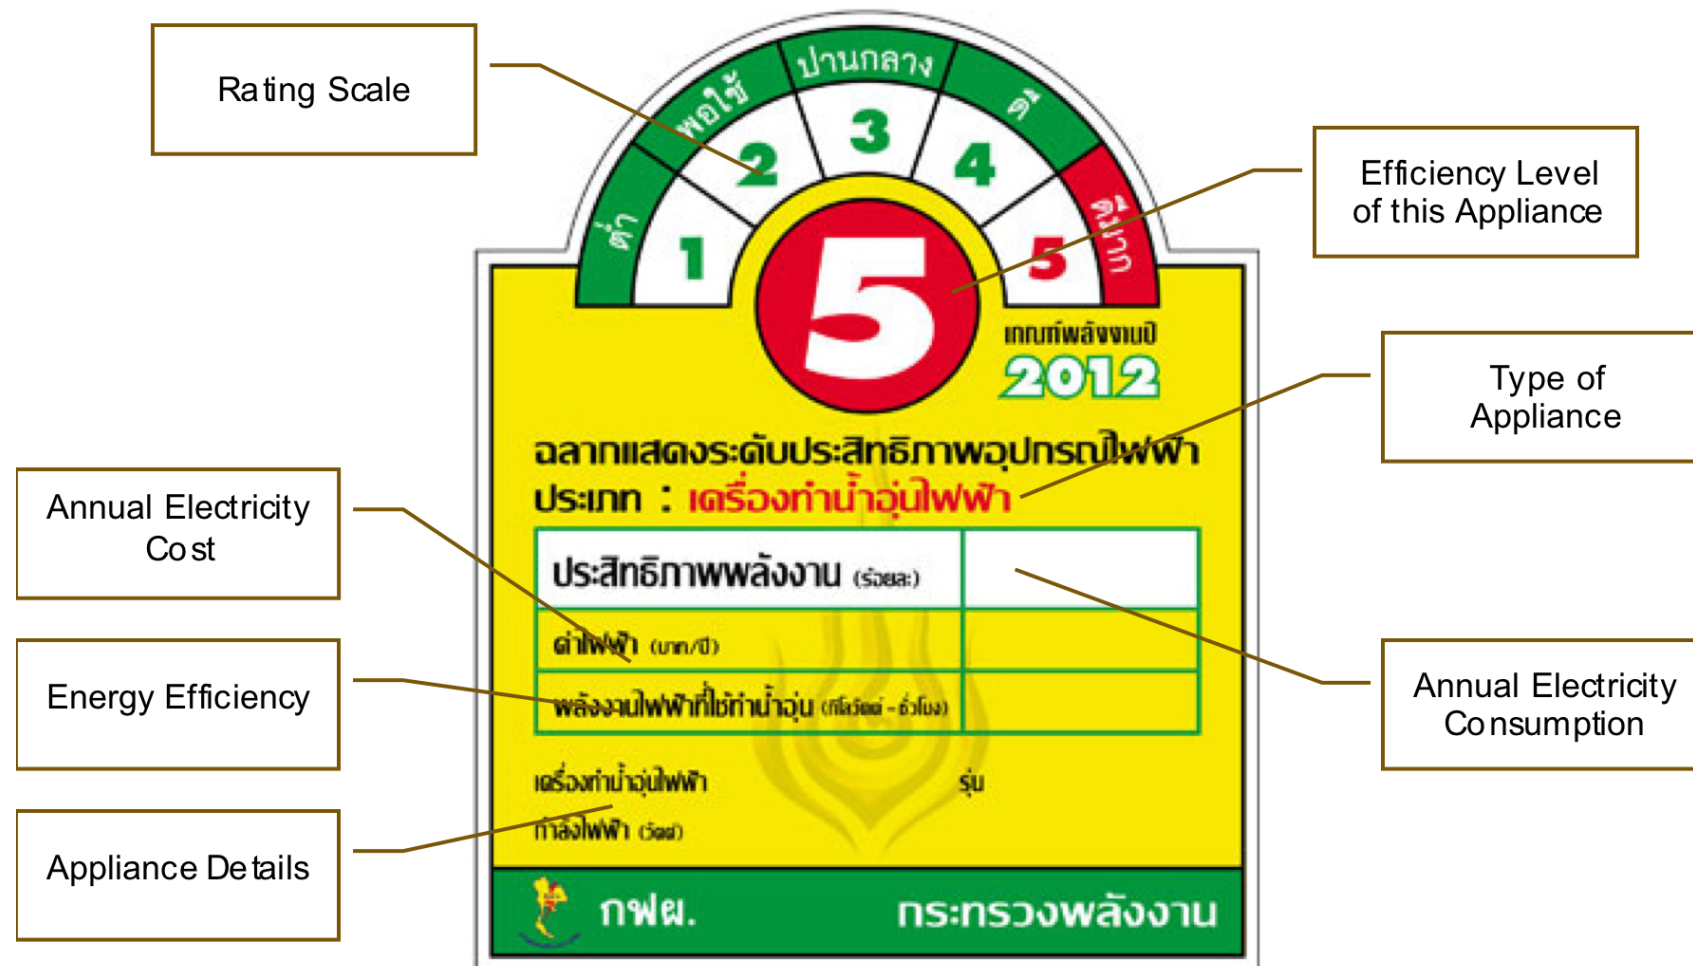 Rating Scale
ต่ำ
พอใช้
ปานกลาง
ดี
ดีมาก
1
2
3
4
5
5
Efficiency Level
of this Appliance
เกณฑ์พลังงานปี
2012
Type of
Appliance
ฉลากแสดงระดับประสิทธิภาพอุปกรณ์ไฟฟ้า
ประเภท : เครื่องทำน้ำอุ่นไฟฟ้า
Annual Electricity
Cost
ประสิทธิภาพพลังงาน (ร้อยละ)
ค่าไฟฟ้า (บาท/ปี)
พลังงานไฟฟ้าที่ใช้ทำน้ำอุ่น (กิโลวัตต์-ชั่วโมง)
Energy Efficiency
Annual Electricity
Consumption
เครื่องทำน้ำอุ่นไฟฟ้า รุ่น
กำลังไฟฟ้า (วัตต์)
Appliance Details
กฟผ. กระทรวงพลังงาน